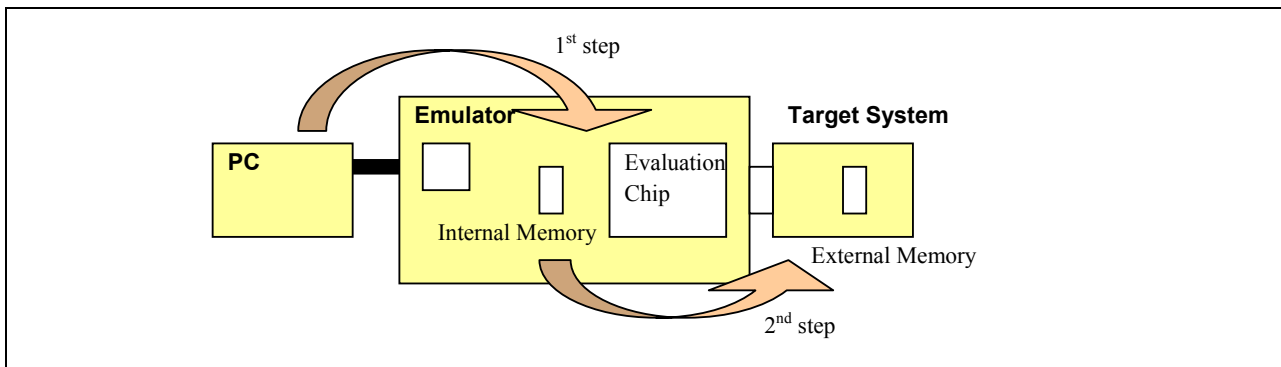 1st step
Emulator
Target System
PC
Evaluation
Chip
Internal Memory
External Memory
2nd step